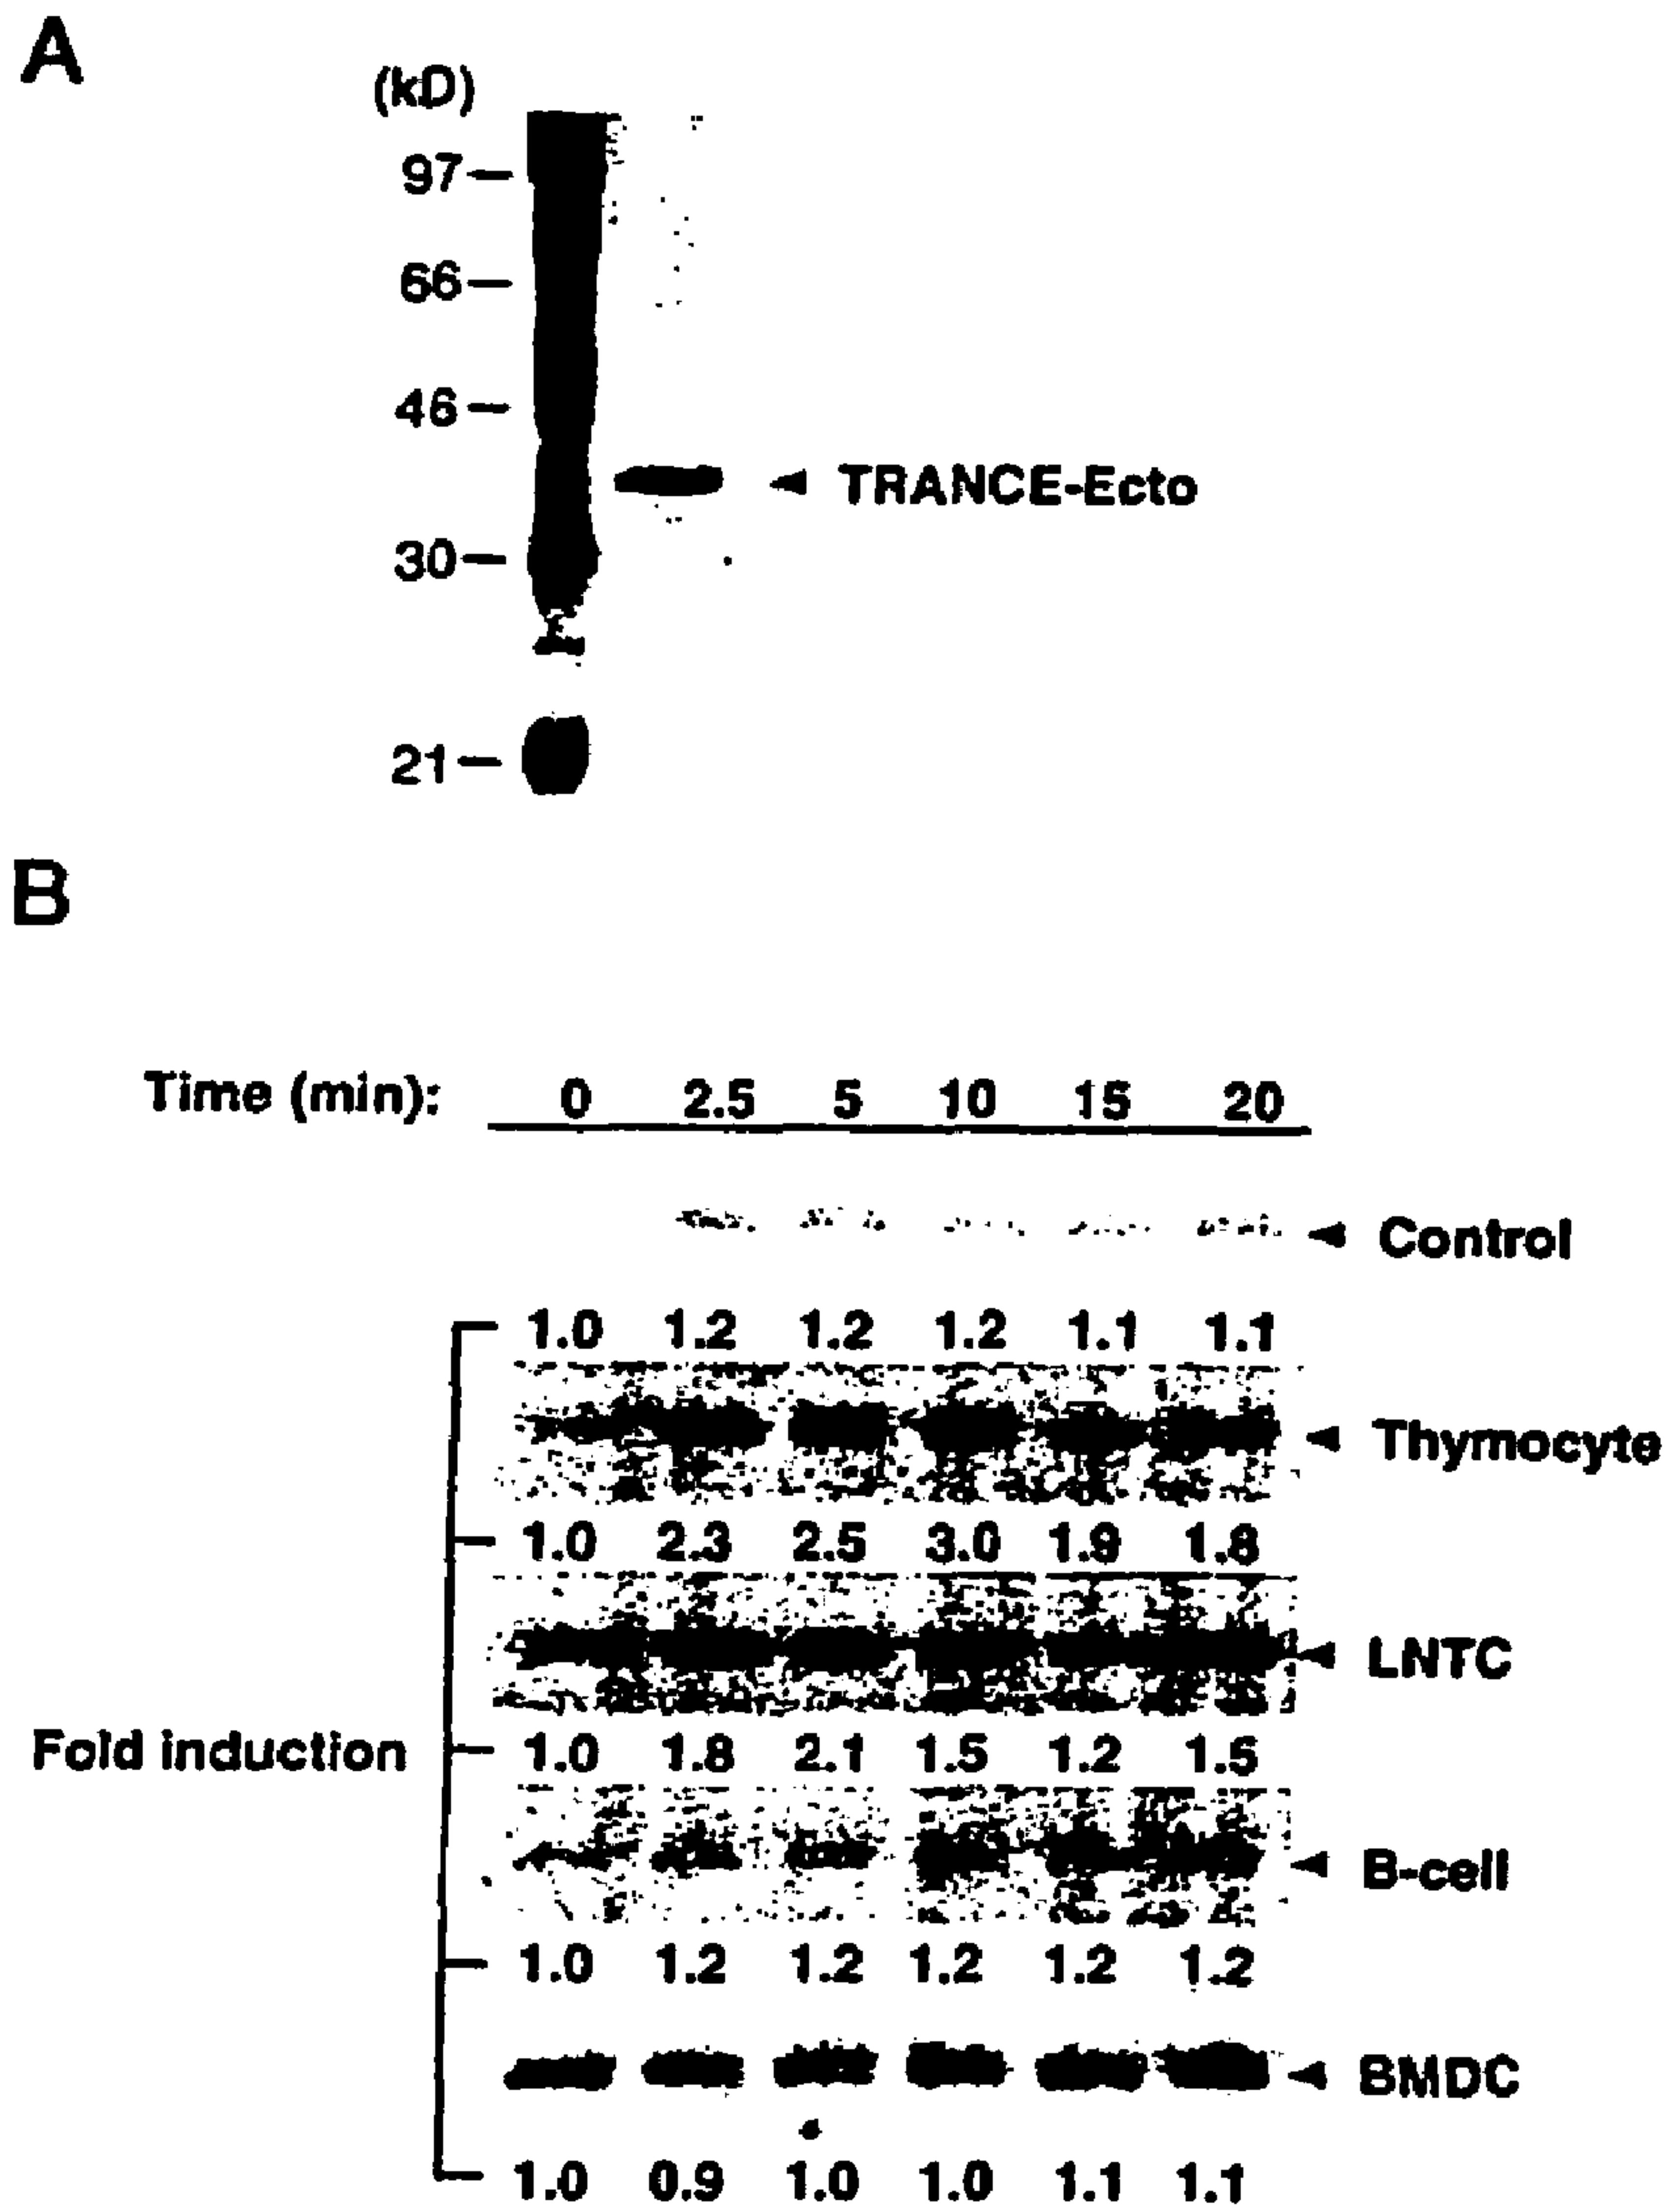 A
(kD)
97
66
46
TRANCE-Ecto
30
21
B
Time (min): 0 2.5 5 10 15 20
Control
1.0 1.2 1.2 1.2 1.1 1.1
Thymocyte
1.0 2.3 2.5 3.0 1.9 1.8
LNTC
Fold induction 1.0 1.8 2.1 1.5 1.2 1.5
B-cell
1.0 1.2 1.2 1.2 1.2 1.2
BMDC
1.0 0.9 1.0 1.0 1.1 1.1